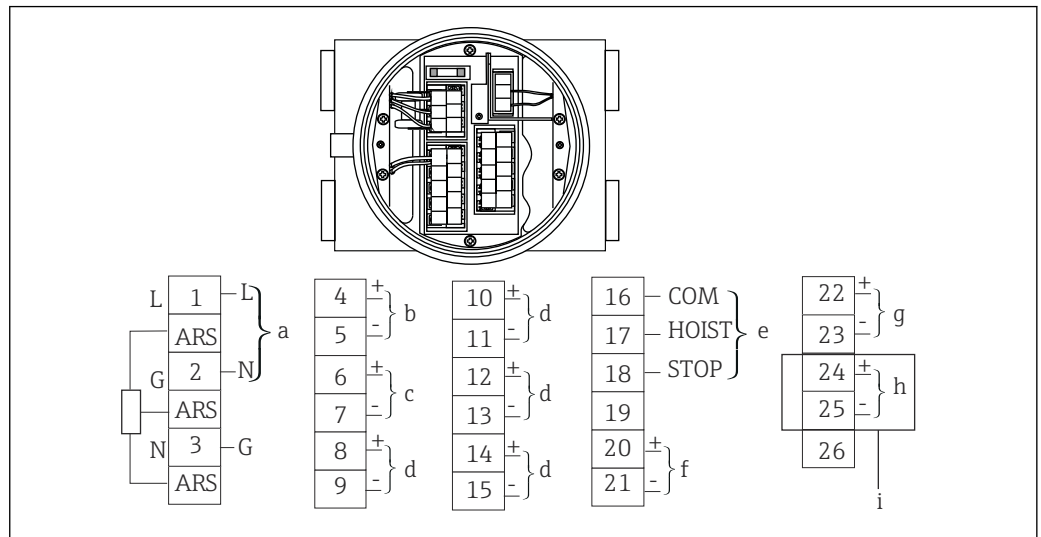 L 1 L
ARS
G 2 N a
ARS
N 3 G
ARS
4 +
5 - b
6 +
7 - c
8 +
9 - d
10 +
11 - d
12 +
13 - d
14 +
15 - d
16 COM
17 HOIST e
18 STOP
19
20 +
21 - f
22 +
23 - g
24 +
25 - h
26
i